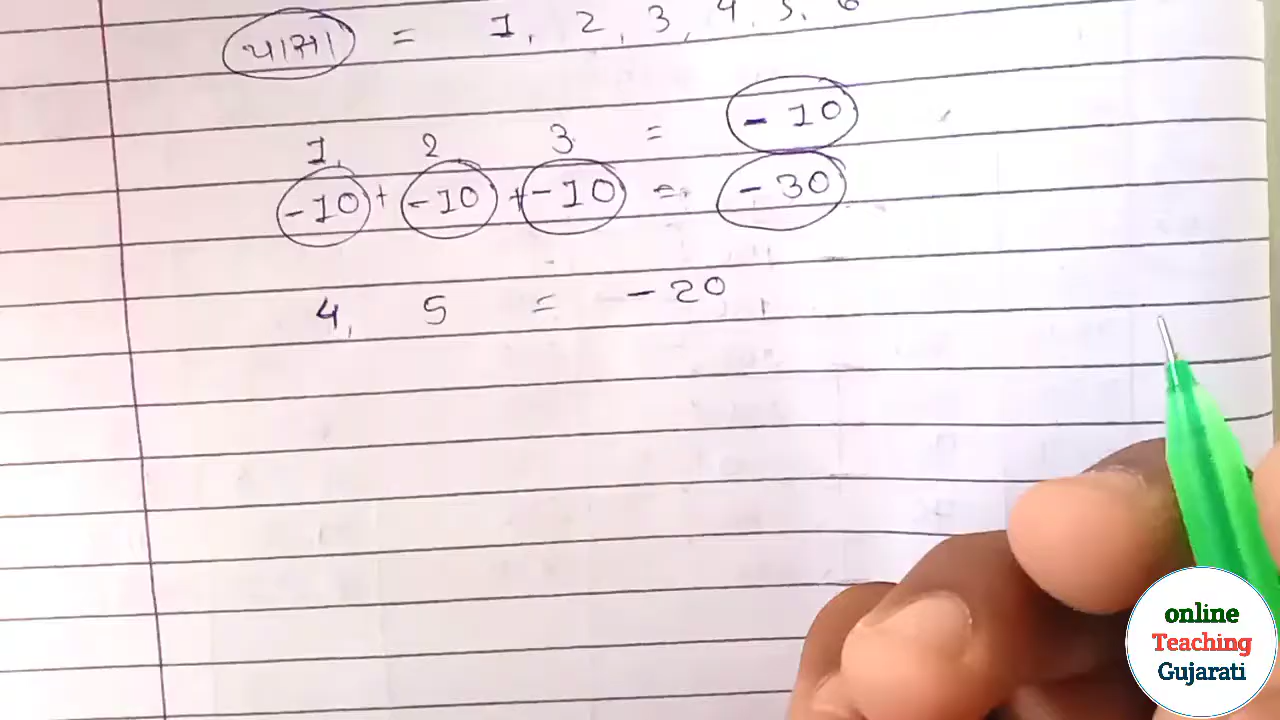 પાસા = 1, 2, 3, 4, 5, 6
1, 2, 3 = - 10
-10 + -10 + -10 = - 30
4, 5 = - 20,
online
Teaching
Gujarati